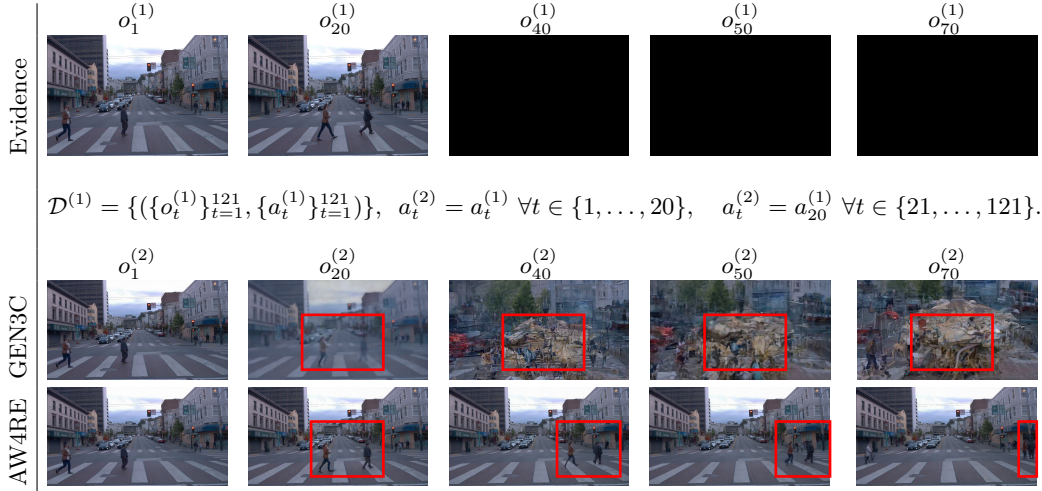 $o_1^{(1)}$ $o_{20}^{(1)}$ $o_{40}^{(1)}$ $o_{50}^{(1)}$ $o_{70}^{(1)}$
Evidence
$\mathcal{D}^{(1)} = \{(\{o_t^{(1)}\}_{t=1}^{121}, \{a_t^{(1)}\}_{t=1}^{121})\},\ a_t^{(2)} = a_t^{(1)}\ \forall t \in \{1, \ldots, 20\},\quad a_t^{(2)} = a_{20}^{(1)}\ \forall t \in \{21, \ldots, 121\}.$
$o_1^{(2)}$ $o_{20}^{(2)}$ $o_{40}^{(2)}$ $o_{50}^{(2)}$ $o_{70}^{(2)}$
GEN3C
AW4RE